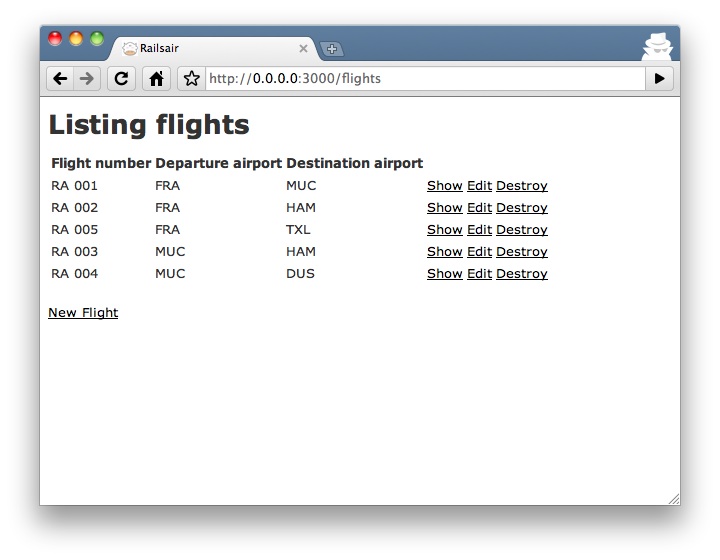 Railsair
http://0.0.0.0:3000/flights
Listing flights
Flight number Departure airport Destination airport
RA 001 FRA MUC Show Edit Destroy
RA 002 FRA HAM Show Edit Destroy
RA 005 FRA TXL Show Edit Destroy
RA 003 MUC HAM Show Edit Destroy
RA 004 MUC DUS Show Edit Destroy
New Flight